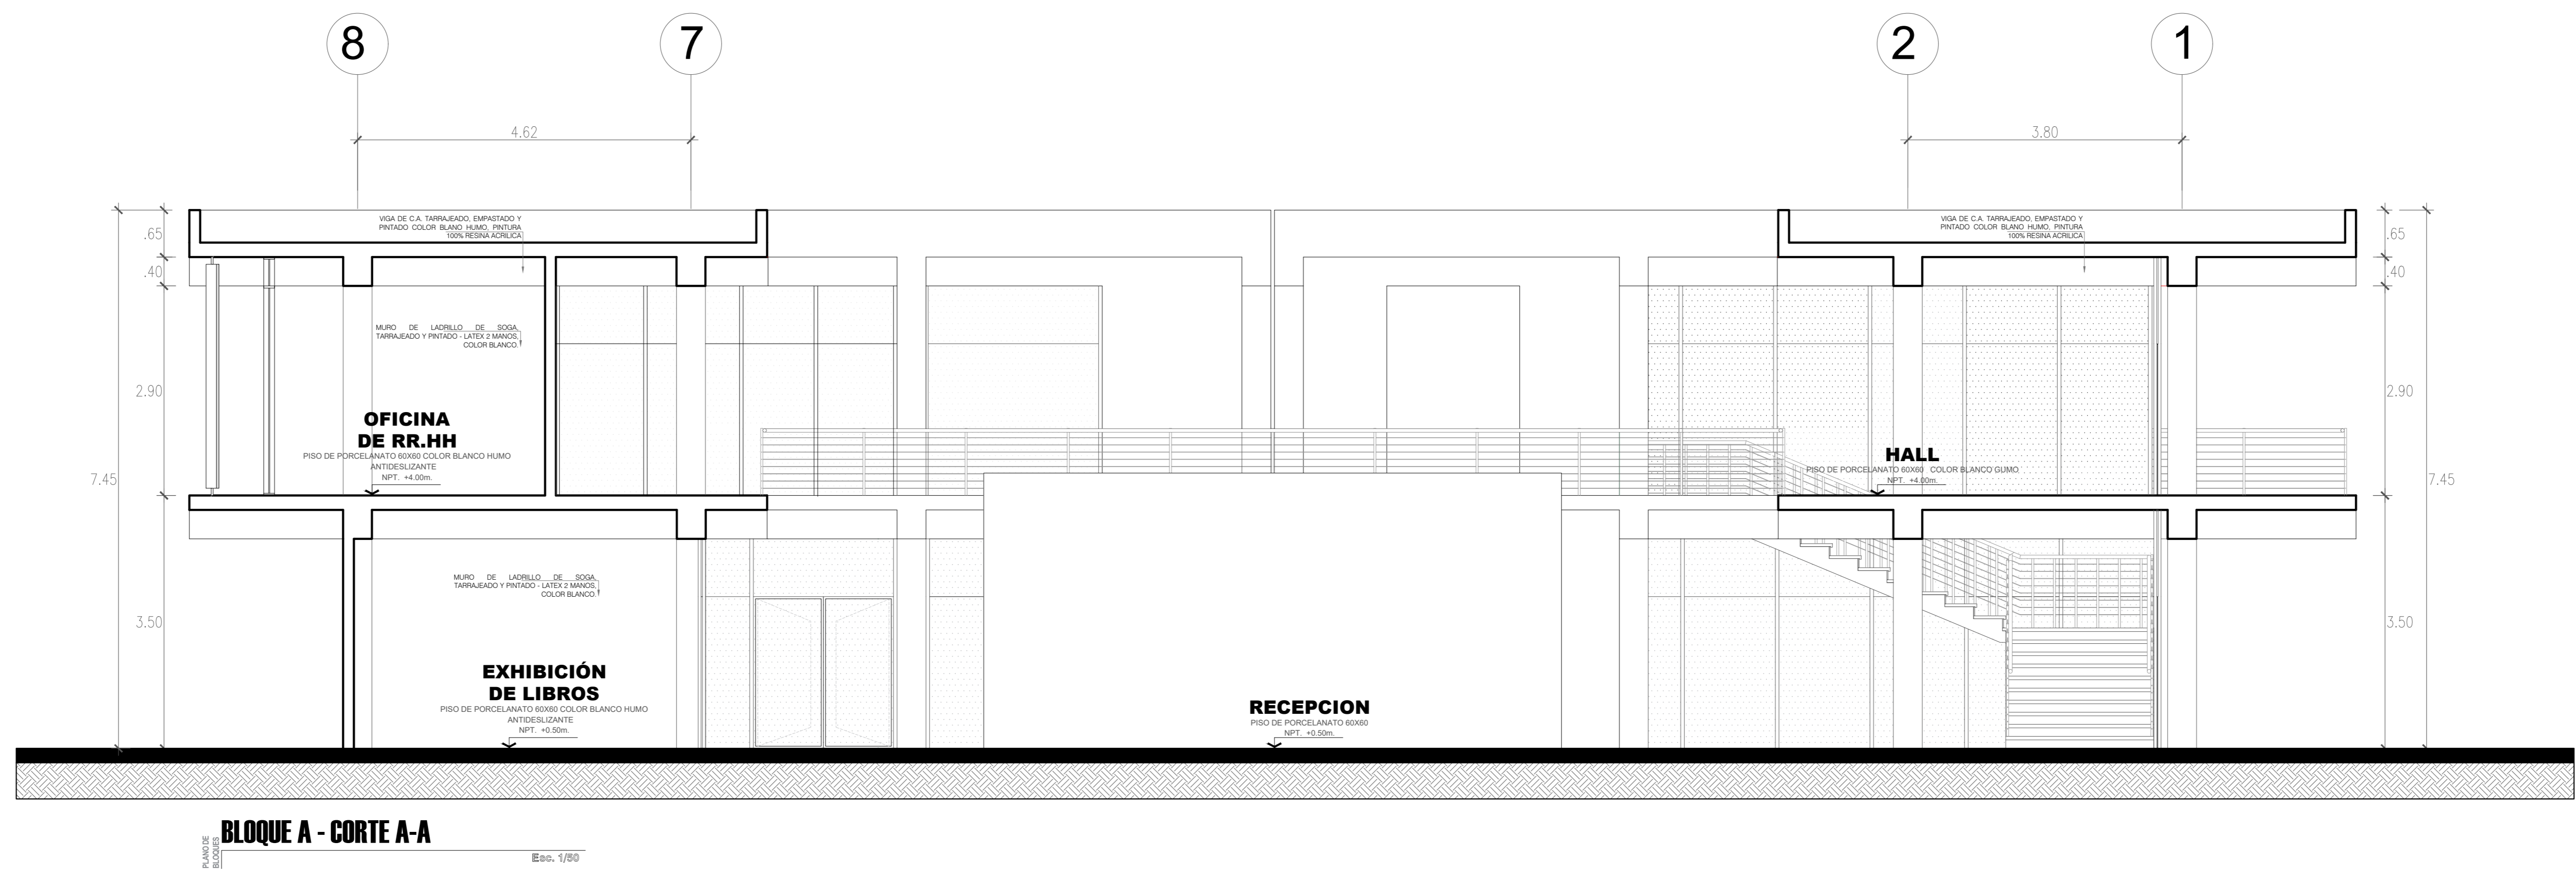 8
7
2
1
4.62
3.80
VIGA DE C.A. TARRAJEADO, EMPASTADO Y
PINTADO COLOR BLANO HUMO, PINTURA
100% RESINA ACRILICA
VIGA DE C.A. TARRAJEADO, EMPASTADO Y
PINTADO COLOR BLANO HUMO, PINTURA
100% RESINA ACRILICA
.65
.40
2.90
7.45
3.50
.65
.40
2.90
7.45
3.50
MURO DE LADRILLO DE SOGA,
TARRAJEADO Y PINTADO - LATEX 2 MANOS,
COLOR BLANCO.
OFICINA
DE RR.HH
PISO DE PORCELANATO 60X60 COLOR BLANCO HUMO
ANTIDESLIZANTE
NPT. +4.00m.
HALL
PISO DE PORCELANATO 60X60 COLOR BLANCO GUMO
NPT. +4.00m.
MURO DE LADRILLO DE SOGA,
TARRAJEADO Y PINTADO - LATEX 2 MANOS,
COLOR BLANCO.
EXHIBICIÓN
DE LIBROS
PISO DE PORCELANATO 60X60 COLOR BLANCO HUMO
ANTIDESLIZANTE
NPT. +0.50m.
RECEPCION
PISO DE PORCELANATO 60X60
NPT. +0.50m.
PLANO DE
BLOQUES
BLOQUE A - CORTE A-A
Esc. 1/50